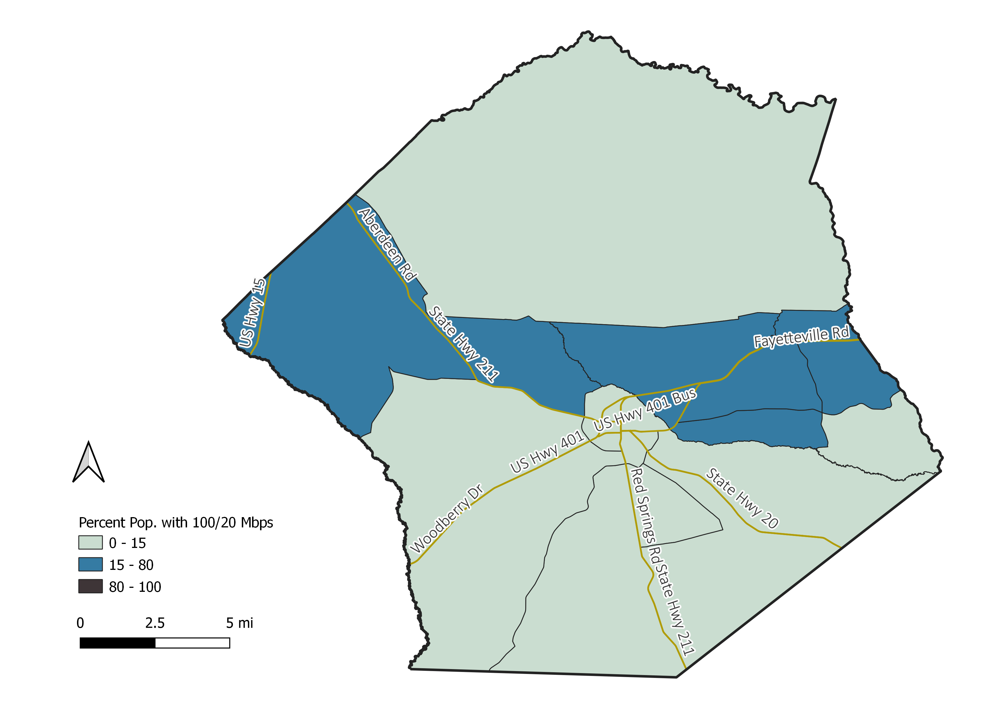 Aberdeen Rd
US Hwy 15
State Hwy 211
Fayetteville Rd
US Hwy 401 Bus
US Hwy 401
Woodberry Dr
Red Springs Rd
State Hwy 20
State Hwy 211
Percent Pop. with 100/20 Mbps
0 - 15
15 - 80
80 - 100
0 2.5 5 mi